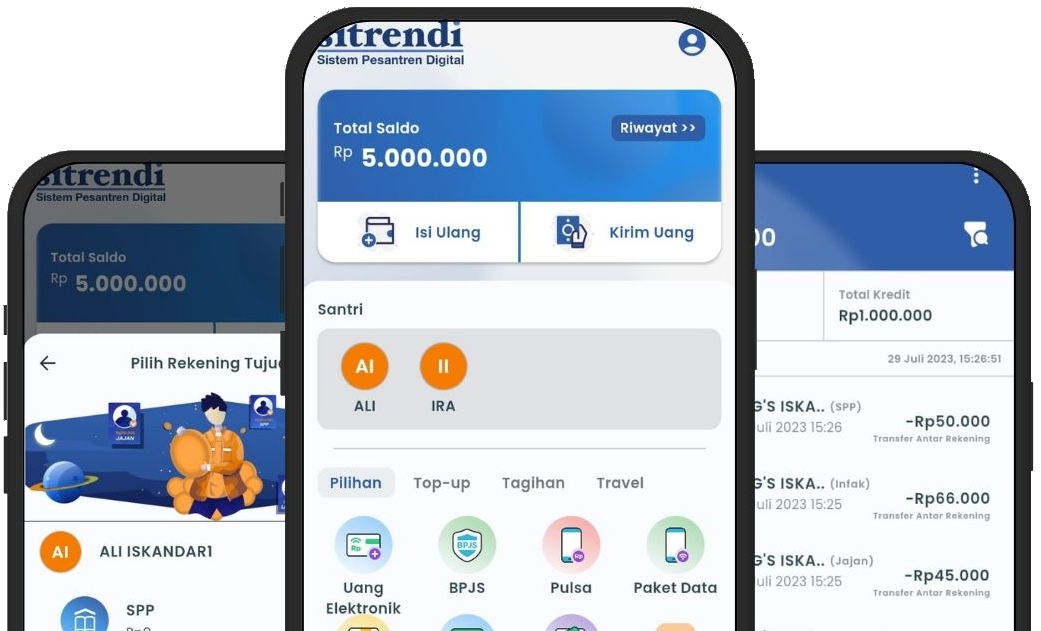 sitrendi
Sistem Pesantren Digital
Total Saldo
Rp 5.000.000
Pilih Rekening Tujua
JAJAN
SPP
AI ALI ISKANDAR1
SPP
Rp0
sitrendi
Sistem Pesantren Digital
Total Saldo
Riwayat >>
Rp 5.000.000
Isi Ulang
Kirim Uang
Santri
AI II
ALI IRA
Pilihan Top-up Tagihan Travel
Rp
BPJS
Rp
Uang
Elektronik
BPJS
Pulsa
Paket Data
00
Total Kredit
Rp1.000.000
29 Juli 2023, 15:26:51
G'S ISKA.. (SPP)
uli 2023 15:26
-Rp50.000
Transfer Antar Rekening
G'S ISKA.. (Infak)
uli 2023 15:25
-Rp66.000
Transfer Antar Rekening
G'S ISKA.. (Jajan)
uli 2023 15:25
-Rp45.000
Transfer Antar Rekening